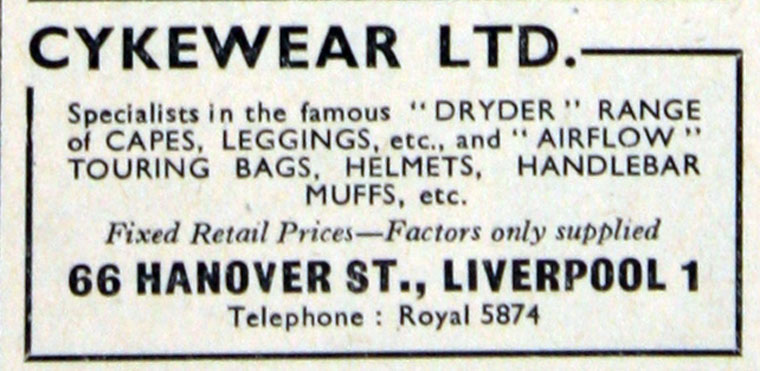 CYKEWEAR LTD.
Specialists in the famous "DRYDER" RANGE
of CAPES, LEGGINGS, etc., and "AIRFLOW"
TOURING BAGS, HELMETS, HANDLEBAR
MUFFS, etc.
Fixed Retail Prices—Factors only supplied
66 HANOVER ST., LIVERPOOL 1
Telephone : Royal 5874